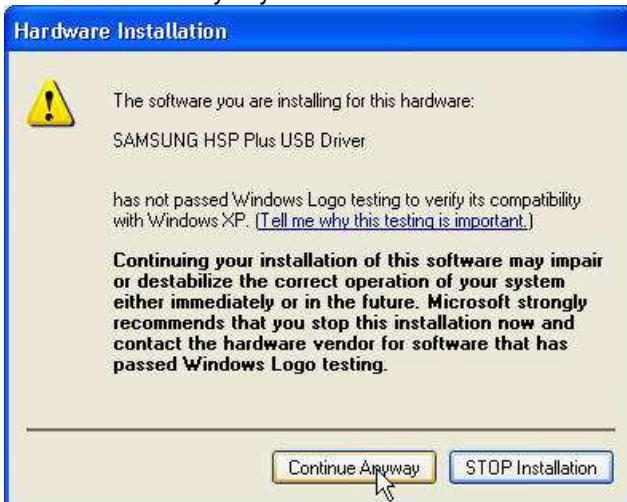 Hardware Installation
The software you are installing for this hardware:
SAMSUNG HSP Plus USB Driver
has not passed Windows Logo testing to verify its compatibility
with Windows XP. (Tell me why this testing is important.)
Continuing your installation of this software may impair
or destabilize the correct operation of your system
either immediately or in the future. Microsoft strongly
recommends that you stop this installation now and
contact the hardware vendor for software that has
passed Windows Logo testing.
Continue Anyway STOP Installation